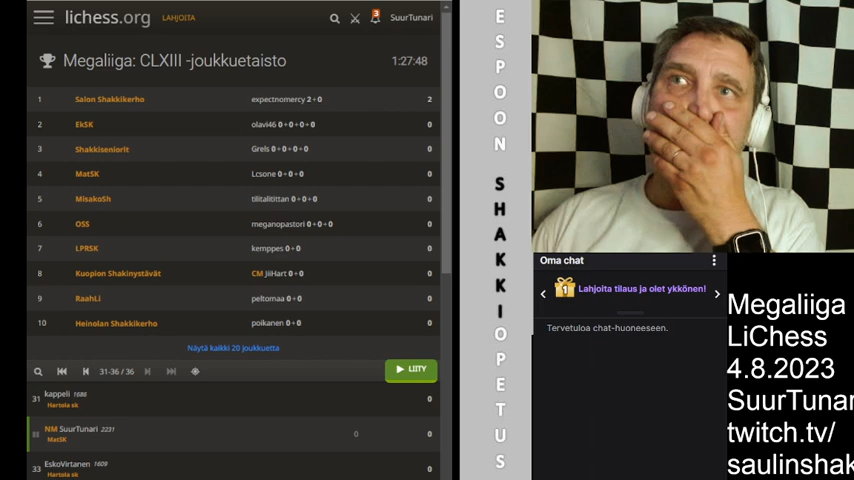 lichess.org LAHJOITA 3 SuurTunari
Megaliiga: CLXIII -joukkuetaisto 1:27:48
1 Salon Shakkikerho expectnomercy 2+0 2
2 EkSK olavi46 0+0+0+0 0
3 Shakkiseniorit Grels 0+0+0+0 0
4 MatSK Lcsone 0+0+0+0 0
5 MisakoSh tilitalitittan 0+0+0 0
6 OSS meganopastori 0+0+0 0
7 LPRSK kemppes 0+0 0
8 Kuopion Shakinystävät CM JiiHart 0+0 0
9 RaahLi peltomaa 0+0 0
10 Heinolan Shakkikerho poikanen 0+0 0
Näytä kaikki 20 joukkuetta
31-36 / 36 LIITY
31 kappeli 1686 0
Hartola sk
NM SuurTunari 2231 0 0
MatSK
33 EskoVirtanen 1609 0
Hartola sk
ESPOON SHAKKIOPETUS
Oma chat
1 Lahjoita tilaus ja olet ykkönen!
Tervetuloa chat-huoneeseen.
Megaliiga
LiChess
4.8.2023
SuurTunar
twitch.tv/
saulinshak